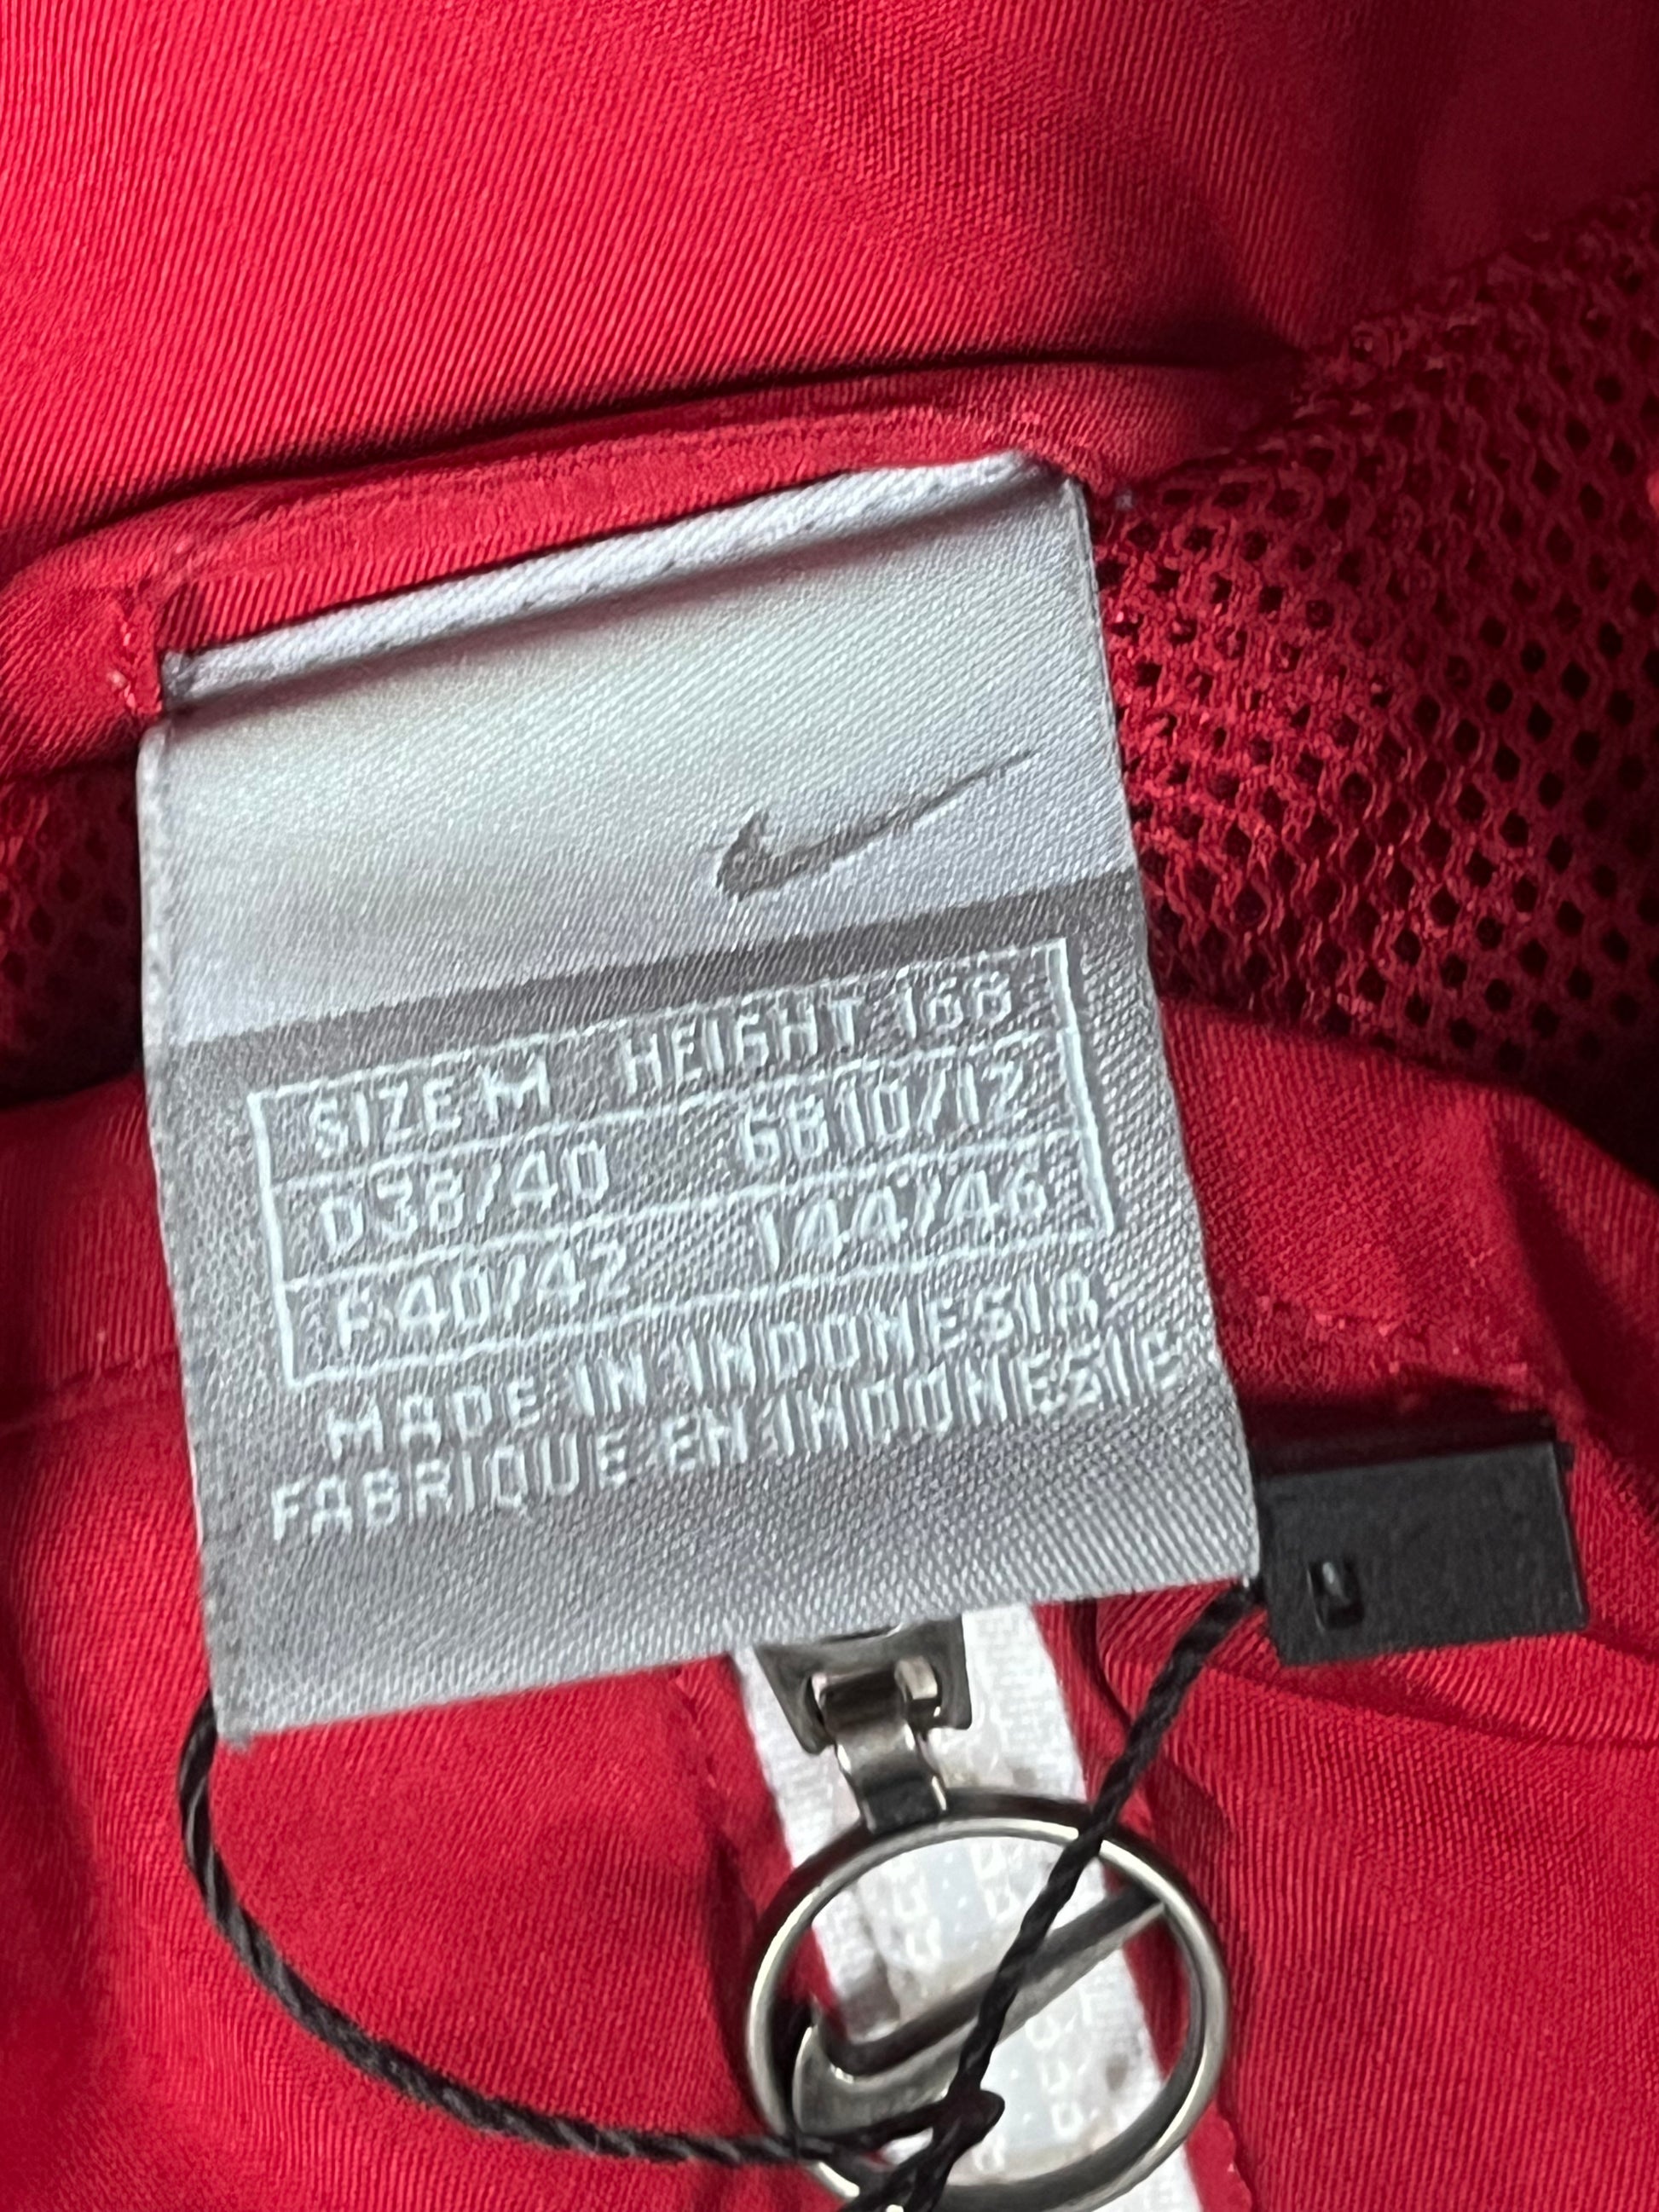 SIZE M HEIGHT 168
D38/40 GB10/12
F40/42 I44/46
MADE IN INDONESIA
FABRIQUE EN INDONESIE